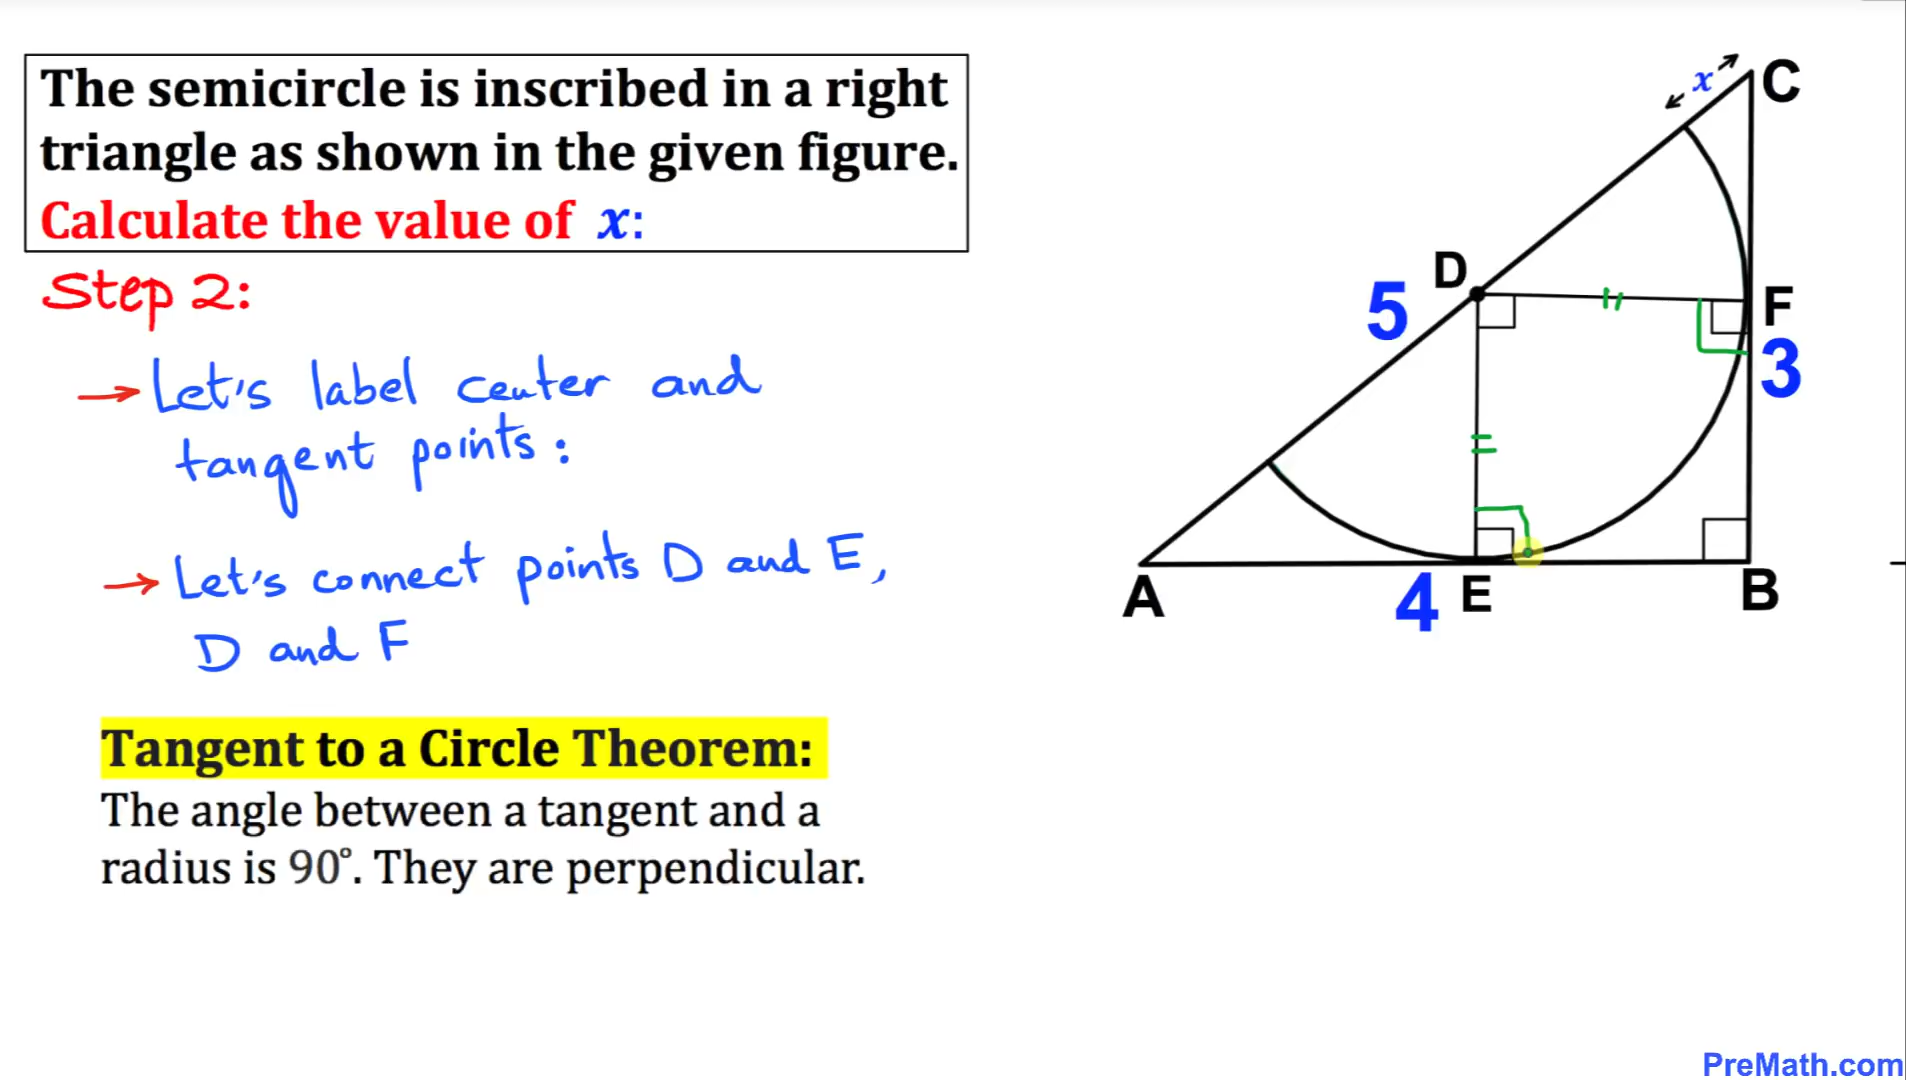 The semicircle is inscribed in a right
triangle as shown in the given figure.
Calculate the value of x:
Step 2:
→ Let's label center and
tangent points:
→ Let's connect points D and E,
D and F
Tangent to a Circle Theorem:
The angle between a tangent and a
radius is 90°. They are perpendicular.
x
C
D
5
F
3
A
4
E
B
PreMath.com